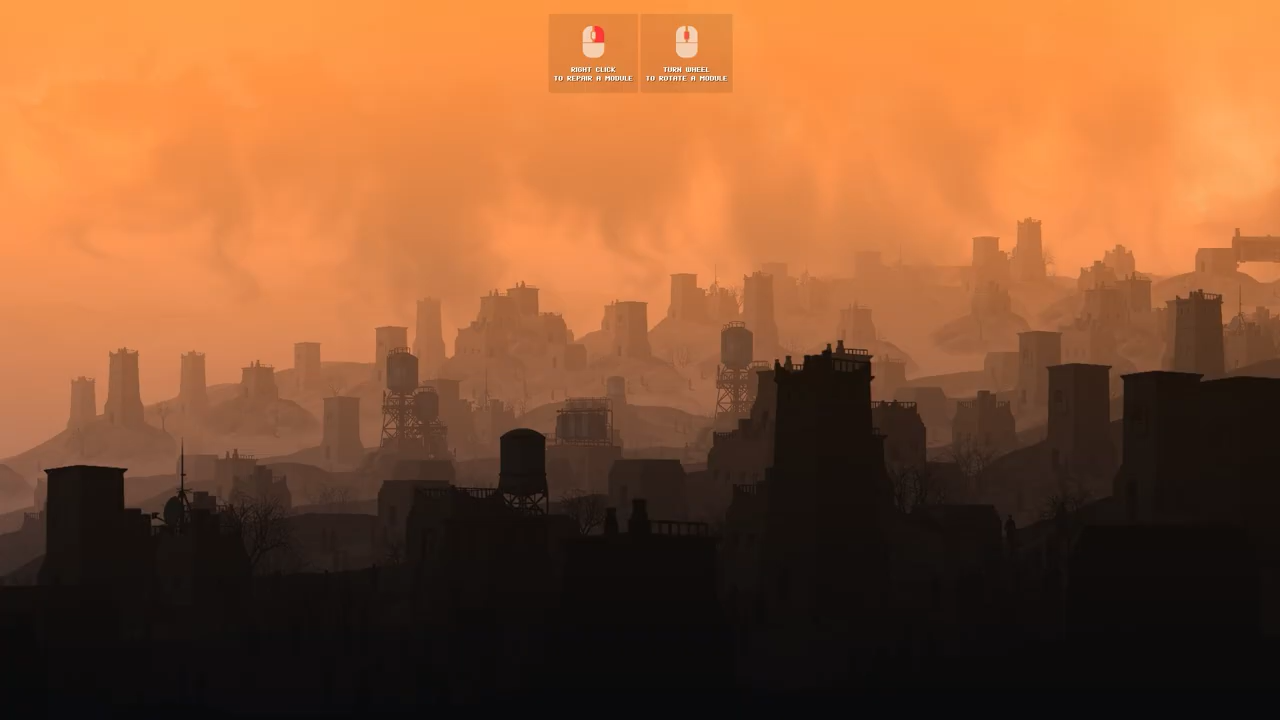 RIGHT CLICK
TO REPAIR A MODULE
TURN WHEEL
TO ROTATE A MODULE